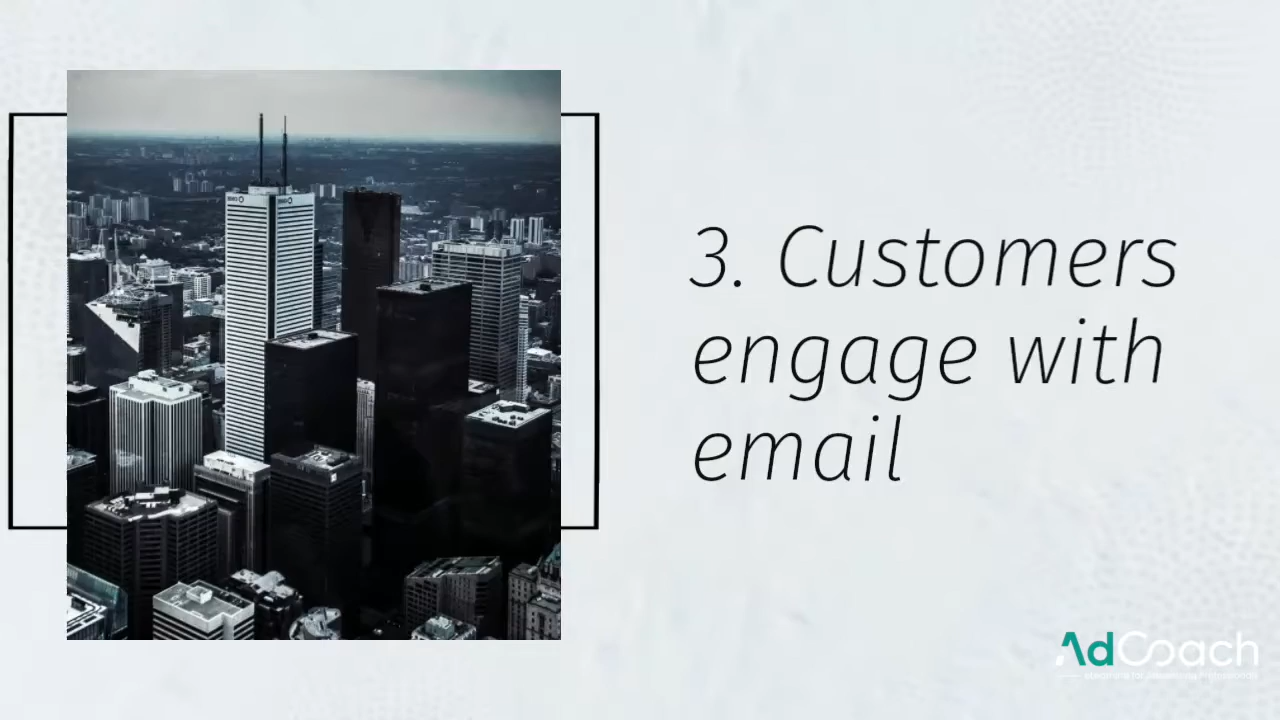 3. Customers
engage with
email
AdCoach